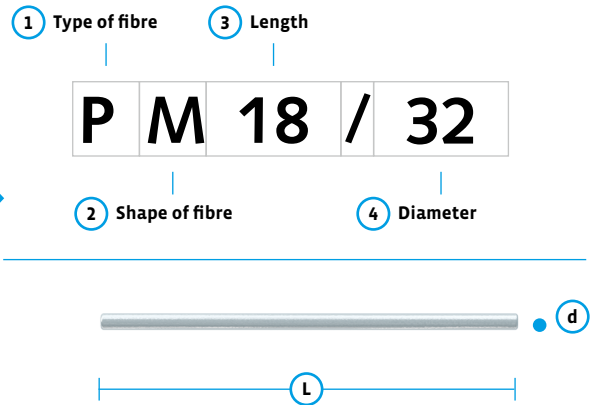 1 Type of fibre 3 Length
P M 18 / 32
2 Shape of fibre 4 Diameter
d
L